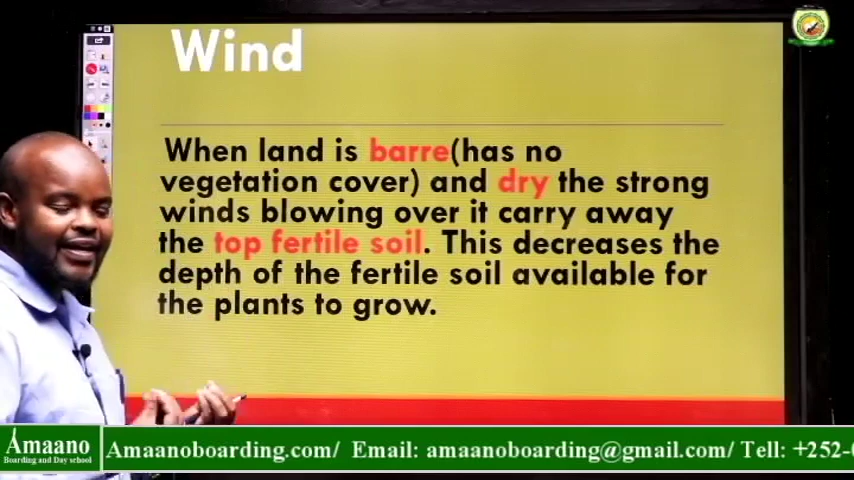 Wind
When land is barre(has no
vegetation cover) and dry the strong
winds blowing over it carry away
the top fertile soil. This decreases the
depth of the fertile soil available for
the plants to grow.
Amaano
Boarding and Day school
Amaanoboarding.com/ Email: amaanoboarding@gmail.com/ Tell: +252-